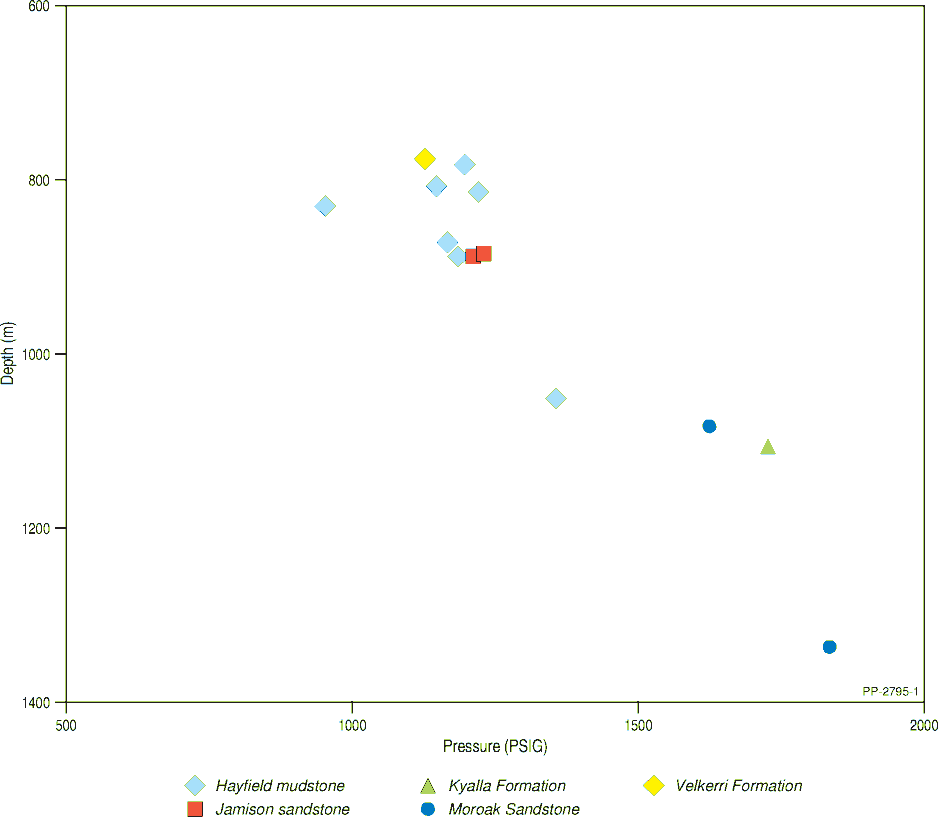 600
800
1000
1200
1400
Depth (m)
PP-2795-1
500 1000 1500 2000
Pressure (PSIG)
Hayfield mudstone Kyalla Formation Velkerri Formation
Jamison sandstone Moroak Sandstone